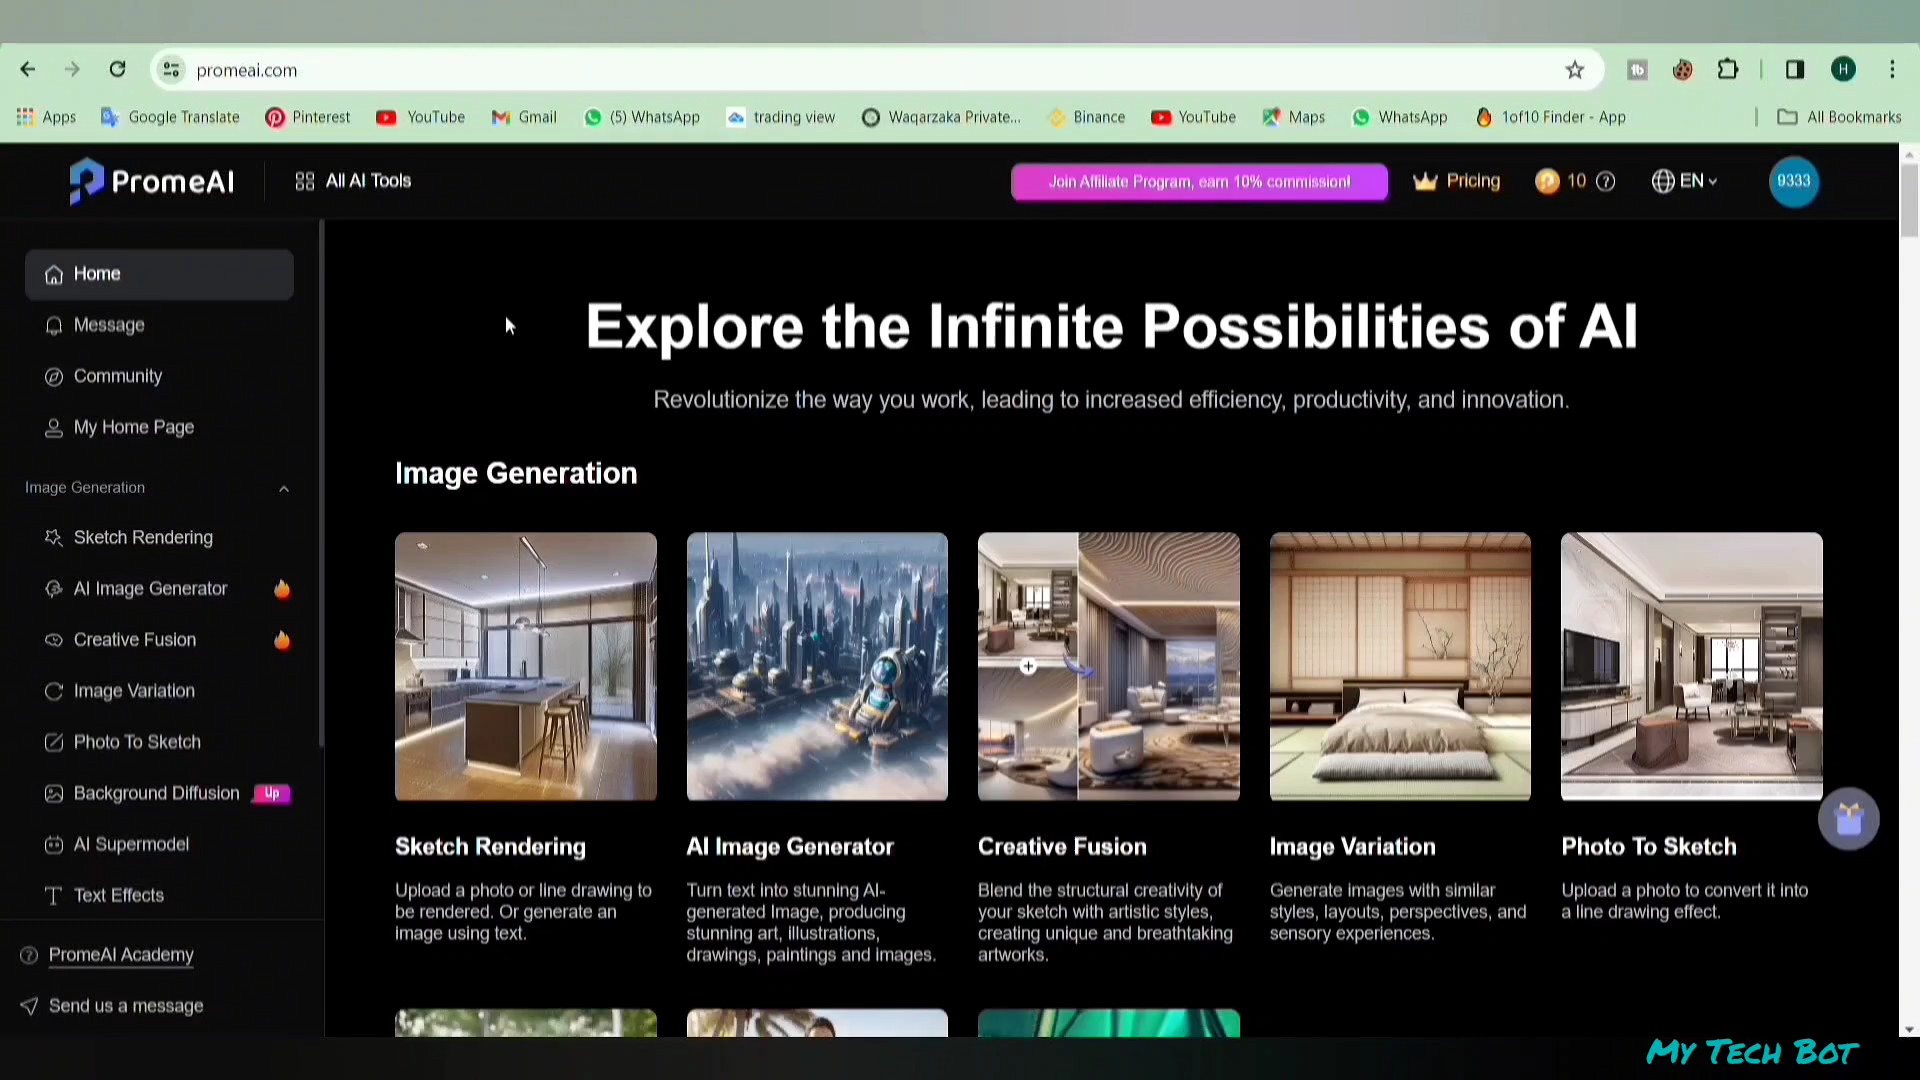 promeai.com
Apps Google Translate Pinterest YouTube Gmail (5) WhatsApp trading view Waqarzaka Private... Binance YouTube Maps WhatsApp 1of10 Finder - App All Bookmarks
PromeAI All AI Tools Join Affiliate Program, earn 10% commission! Pricing 10 EN 9333
Home
Message
Community
My Home Page
Image Generation
Sketch Rendering
AI Image Generator
Creative Fusion
Image Variation
Photo To Sketch
Background Diffusion Up
AI Supermodel
Text Effects
PromeAI Academy
Send us a message
Explore the Infinite Possibilities of AI
Revolutionize the way you work, leading to increased efficiency, productivity, and innovation.
Image Generation
Sketch Rendering
Upload a photo or line drawing to
be rendered. Or generate an
image using text.
AI Image Generator
Turn text into stunning AI-
generated Image, producing
stunning art, illustrations,
drawings, paintings and images.
Creative Fusion
Blend the structural creativity of
your sketch with artistic styles,
creating unique and breathtaking
artworks.
Image Variation
Generate images with similar
styles, layouts, perspectives, and
sensory experiences.
Photo To Sketch
Upload a photo to convert it into
a line drawing effect.
My Tech Bot